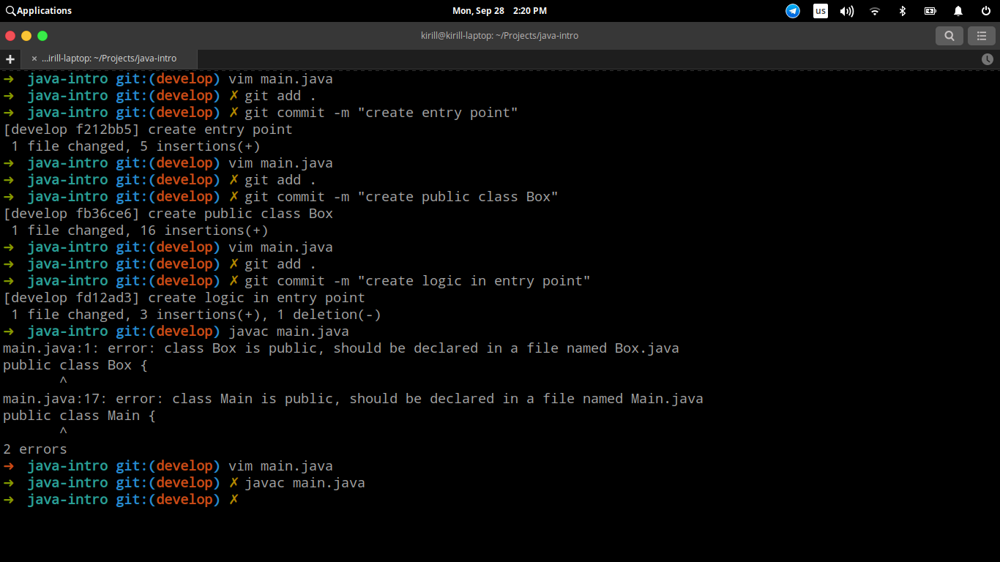 Applications
Mon, Sep 28 2:20 PM
us
kirill@kirill-laptop: ~/Projects/java-intro
+ × ...irill-laptop: ~/Projects/java-intro
➜ java-intro git:(develop) vim main.java
➜ java-intro git:(develop) ✗ git add .
➜ java-intro git:(develop) ✗ git commit -m "create entry point"
[develop f212bb5] create entry point
 1 file changed, 5 insertions(+)
➜ java-intro git:(develop) vim main.java
➜ java-intro git:(develop) ✗ git add .
➜ java-intro git:(develop) ✗ git commit -m "create public class Box"
[develop fb36ce6] create public class Box
 1 file changed, 16 insertions(+)
➜ java-intro git:(develop) vim main.java
➜ java-intro git:(develop) ✗ git add .
➜ java-intro git:(develop) ✗ git commit -m "create logic in entry point"
[develop fd12ad3] create logic in entry point
 1 file changed, 3 insertions(+), 1 deletion(-)
➜ java-intro git:(develop) javac main.java
main.java:1: error: class Box is public, should be declared in a file named Box.java
public class Box {
       ^
main.java:17: error: class Main is public, should be declared in a file named Main.java
public class Main {
       ^
2 errors
➜ java-intro git:(develop) vim main.java
➜ java-intro git:(develop) ✗ javac main.java
➜ java-intro git:(develop) ✗